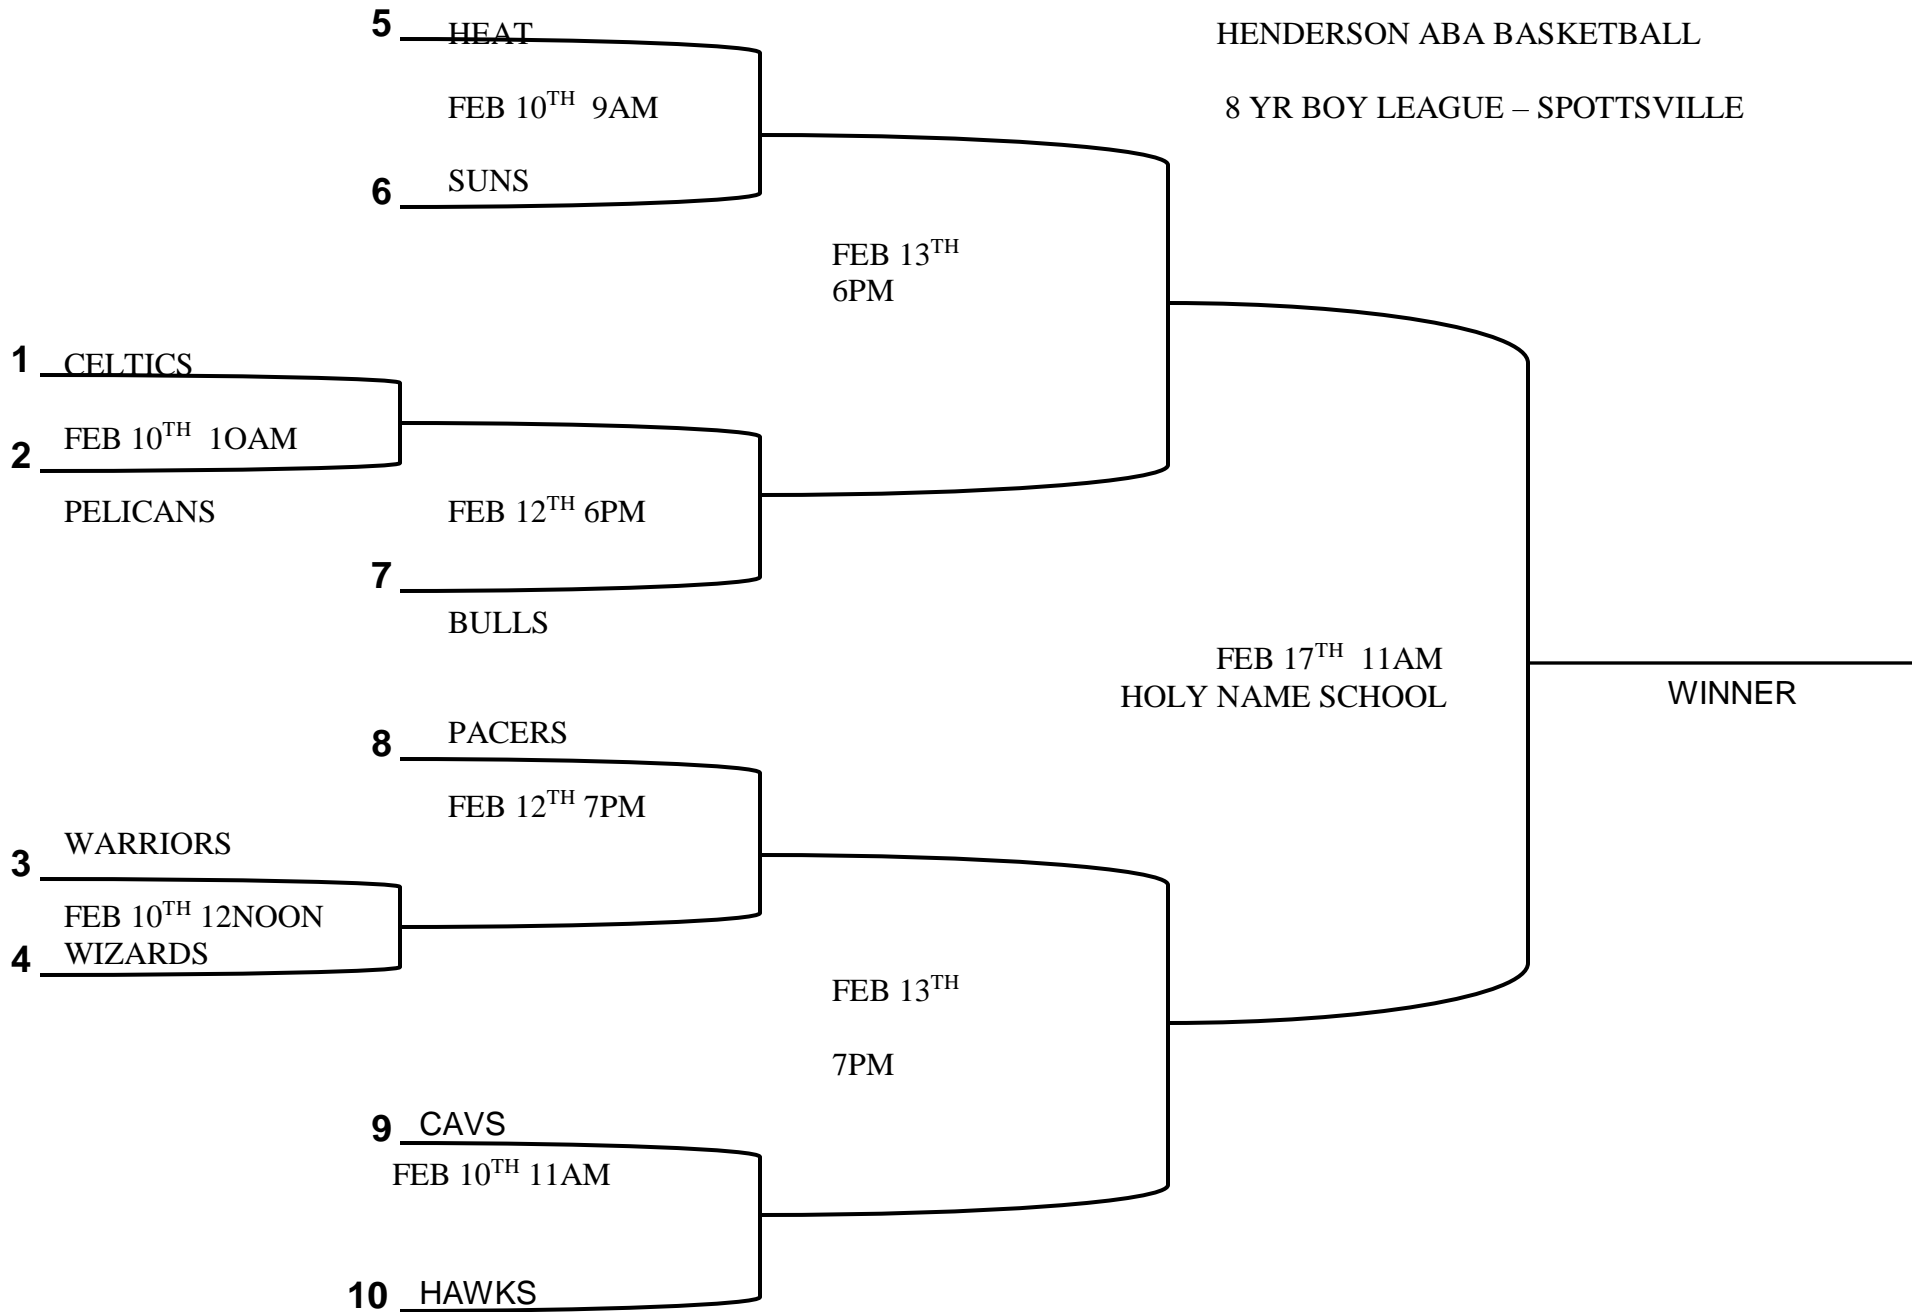 5 HEAT
HENDERSON ABA BASKETBALL
FEB 10TH 9AM
8 YR BOY LEAGUE – SPOTTSVILLE
6 SUNS
FEB 13TH
6PM
1 CELTICS
FEB 10TH 1OAM
2
PELICANS
FEB 12TH 6PM
7
BULLS
FEB 17TH 11AM
HOLY NAME SCHOOL
WINNER
8 PACERS
FEB 12TH 7PM
3 WARRIORS
FEB 10TH 12NOON
4 WIZARDS
FEB 13TH
7PM
9 CAVS
FEB 10TH 11AM
10 HAWKS